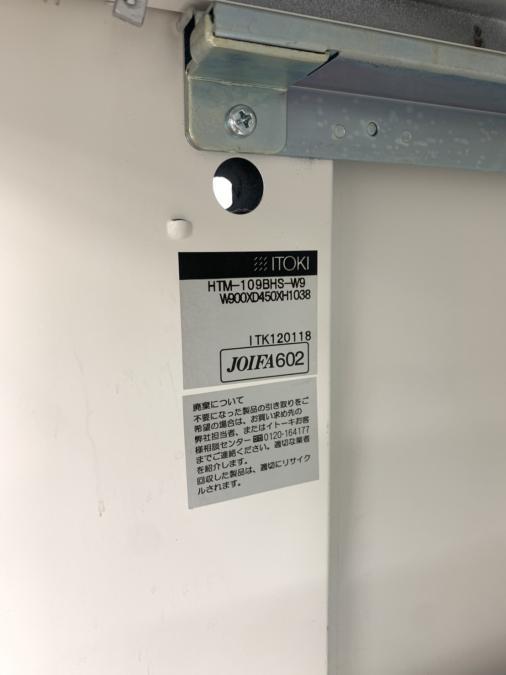 ITOKI
HTM-109BHS-W9
W900XD450XH1038
ITK120118
JOIFA602
廃棄について
不要になった製品の引き取りをご
希望の場合は、お買い求め先の
弊社担当者、またはイトーキお客
様相談センター 0120-164177
までご連絡ください。適切な業者
を紹介します。
回収した製品は、適切にリサイク
ルされます。